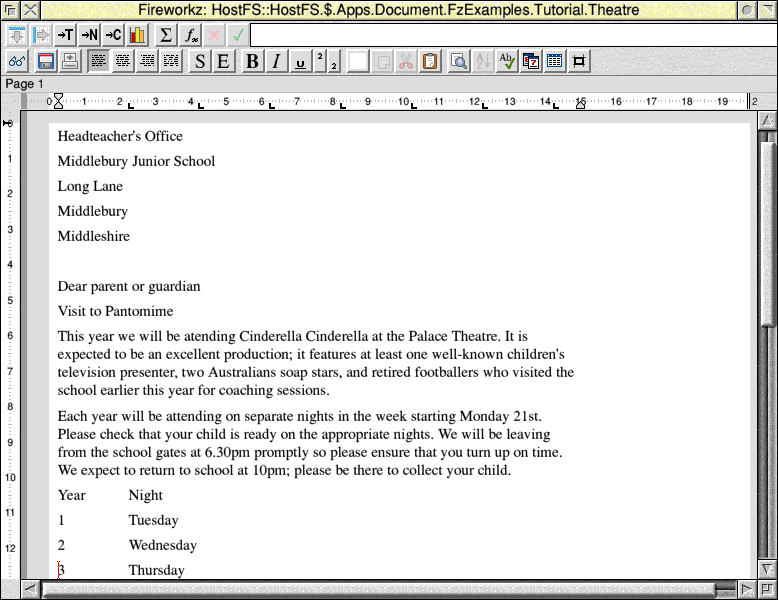 Fireworkz: HostFS::HostFS.$.Apps.Document.FzExamples.Tutorial.Theatre
→T →N →C Σ fx
S E B I u 2 2 Az Ab
Page 1
0 1 2 3 4 5 6 7 8 9 10 11 12 13 14 15 16 17 18 19 2
0
1
2
3
4
5
6
7
8
9
10
11
12
Headteacher's Office
Middlebury Junior School
Long Lane
Middlebury
Middleshire
Dear parent or guardian
Visit to Pantomime
This year we will be atending Cinderella Cinderella at the Palace Theatre. It is
expected to be an excellent production; it features at least one well-known children's
television presenter, two Australians soap stars, and retired footballers who visited the
school earlier this year for coaching sessions.
Each year will be attending on separate nights in the week starting Monday 21st.
Please check that your child is ready on the appropriate nights. We will be leaving
from the school gates at 6.30pm promptly so please ensure that you turn up on time.
We expect to return to school at 10pm; please be there to collect your child.
Year Night
1 Tuesday
2 Wednesday
3 Thursday